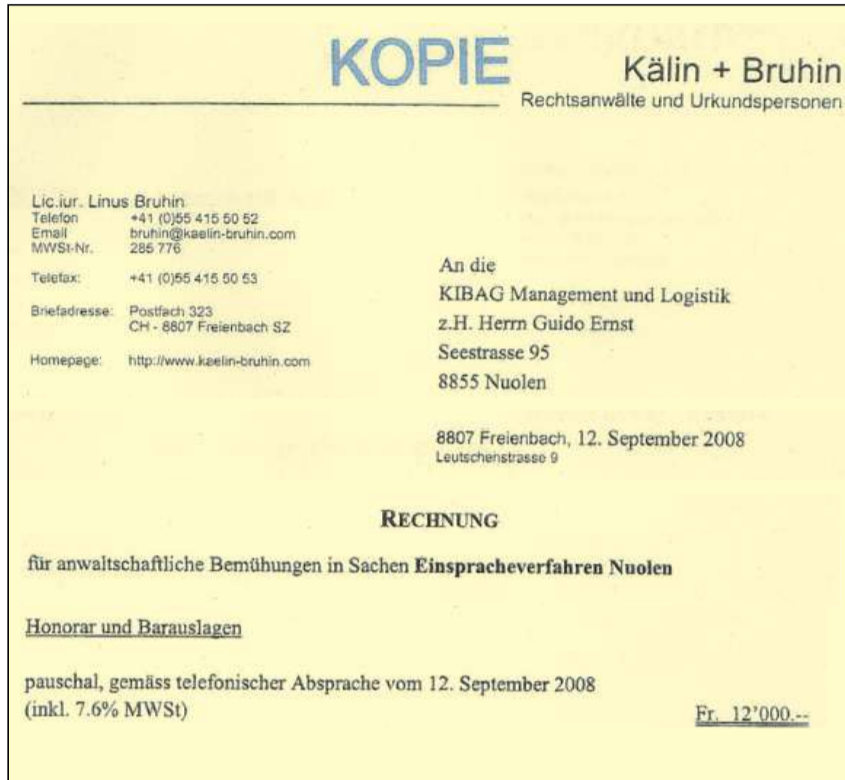 KOPIE
Kälin + Bruhin
Rechtsanwälte und Urkundspersonen
Lic.iur. Linus Bruhin
Telefon +41 (0)55 415 50 52
Email bruhin@kaelin-bruhin.com
MWSt-Nr. 285 776
Telefax: +41 (0)55 415 50 53
Briefadresse: Postfach 323
CH - 8807 Freienbach SZ
Homepage: http://www.kaelin-bruhin.com
An die
KIBAG Management und Logistik
z.H. Herrn Guido Ernst
Seestrasse 95
8855 Nuolen
8807 Freienbach, 12. September 2008
Leutschenstrasse 9
RECHNUNG
für anwaltschaftliche Bemühungen in Sachen Einspracheverfahren Nuolen
Honorar und Barauslagen
pauschal, gemäss telefonischer Absprache vom 12. September 2008
(inkl. 7.6% MWSt) Fr. 12'000.--